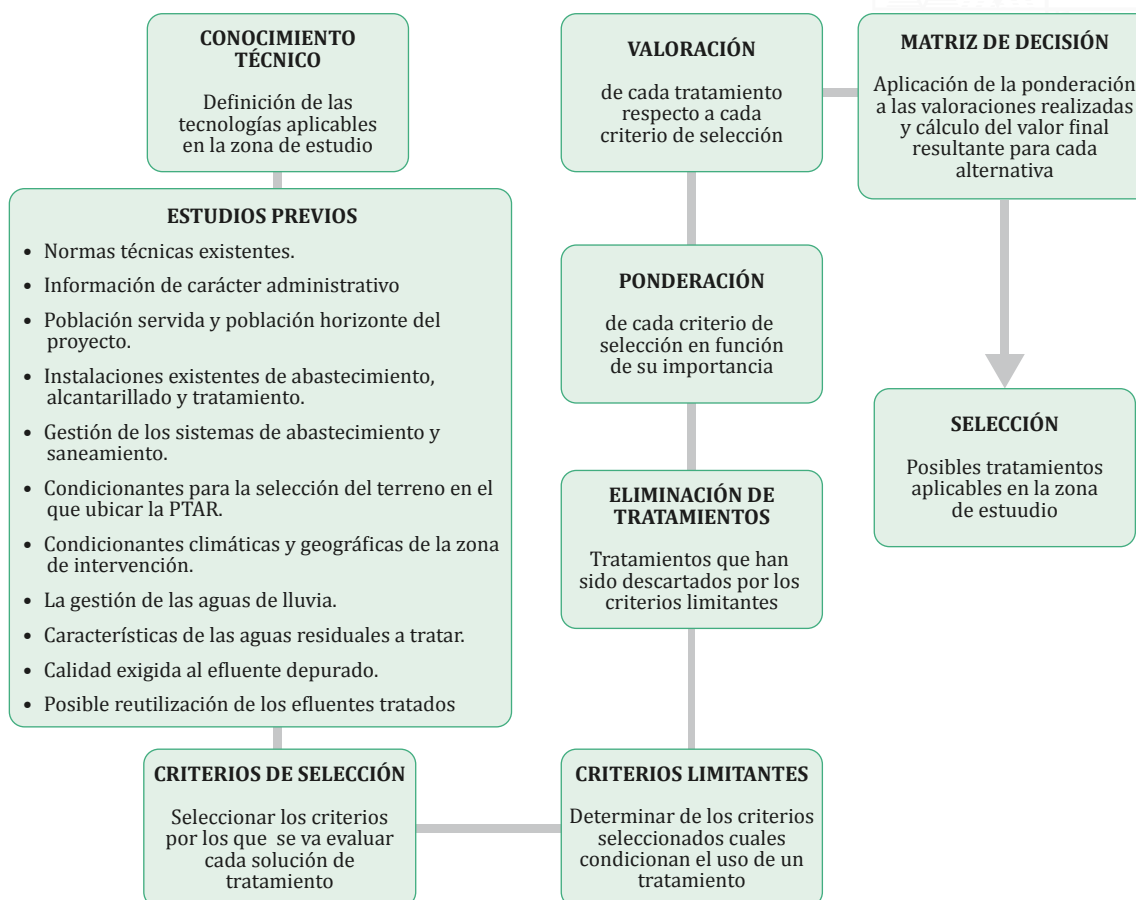 CONOCIMIENTO
TÉCNICO
Definición de las
tecnologías aplicables
en la zona de estudio
ESTUDIOS PREVIOS
• Normas técnicas existentes.
• Información de carácter administrativo
• Población servida y población horizonte del
proyecto.
• Instalaciones existentes de abastecimiento,
alcantarillado y tratamiento.
• Gestión de los sistemas de abastecimiento y
saneamiento.
• Condicionantes para la selección del terreno en el
que ubicar la PTAR.
• Condicionantes climáticas y geográficas de la zona
de intervención.
• La gestión de las aguas de lluvia.
• Características de las aguas residuales a tratar.
• Calidad exigida al efluente depurado.
• Posible reutilización de los efluentes tratados
CRITERIOS DE SELECCIÓN
Seleccionar los criterios
por los que se va evaluar
cada solución de
tratamiento
CRITERIOS LIMITANTES
Determinar de los criterios
seleccionados cuales
condicionan el uso de un
tratamiento
ELIMINACIÓN DE
TRATAMIENTOS
Tratamientos que han
sido descartados por los
criterios limitantes
PONDERACIÓN
de cada criterio de
selección en función
de su importancia
VALORACIÓN
de cada tratamiento
respecto a cada
criterio de selección
MATRIZ DE DECISIÓN
Aplicación de la ponderación
a las valoraciones realizadas
y cálculo del valor final
resultante para cada
alternativa
SELECCIÓN
Posibles tratamientos
aplicables en la zona
de estuudio